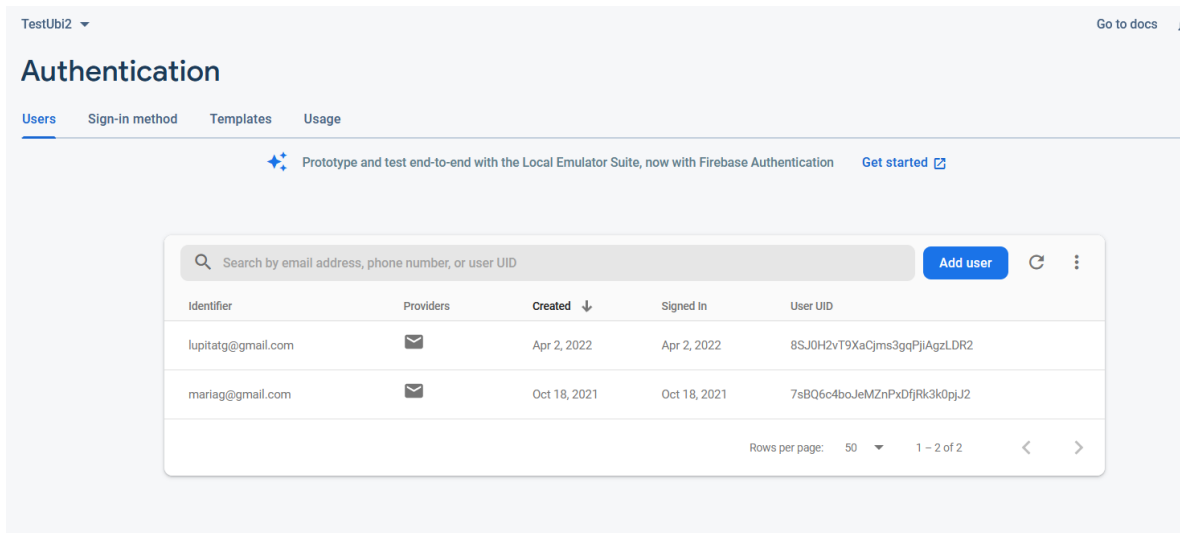 TestUbi2 Go to docs
Authentication
Users Sign-in method Templates Usage
Prototype and test end-to-end with the Local Emulator Suite, now with Firebase Authentication Get started
Search by email address, phone number, or user UID Add user
Identifier Providers Created Signed In User UID
lupitatg@gmail.com Apr 2, 2022 Apr 2, 2022 8SJ0H2vT9XaCjms3gqPjiAgzLDR2
mariag@gmail.com Oct 18, 2021 Oct 18, 2021 7sBQ6c4boJeMZnPxDfjRk3k0pjJ2
Rows per page: 50 1 – 2 of 2